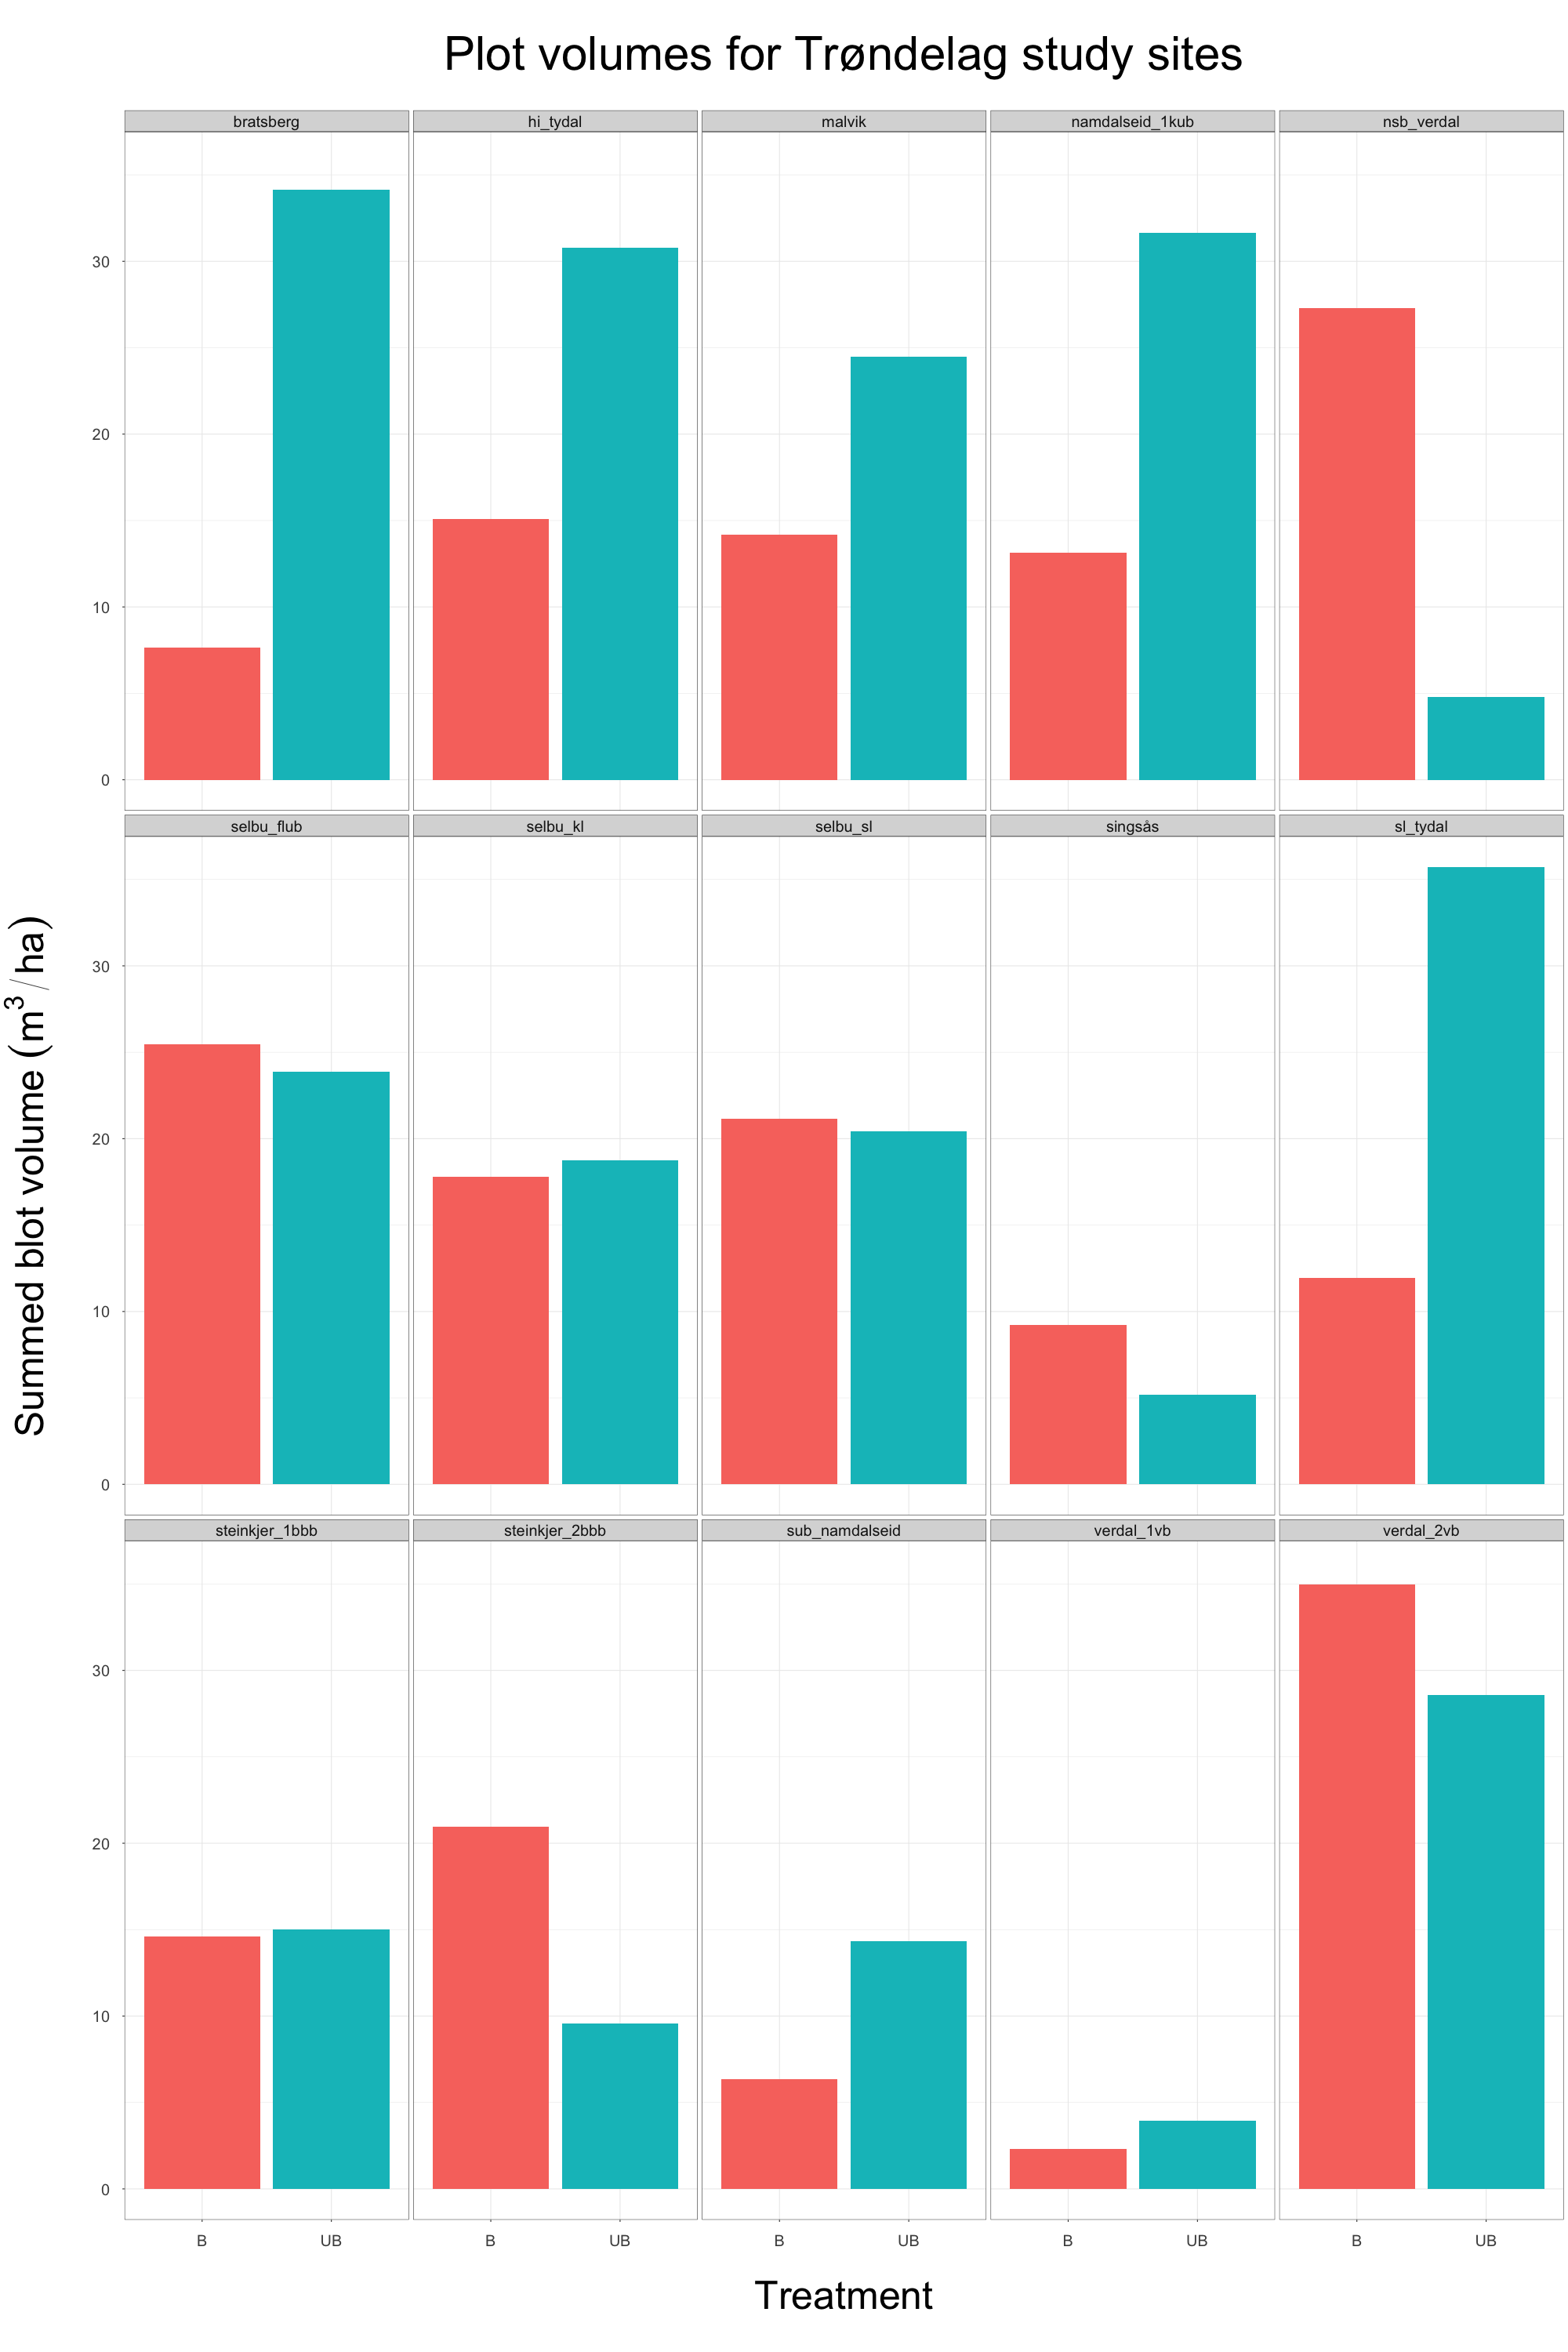 Plot volumes for Trøndelag study sites
bratsberg hi_tydal malvik namdalseid_1kub nsb_verdal
30
20
10
0
selbu_flub selbu_kl selbu_sl singsås sl_tydal
30
20
10
0
steinkjer_1bbb steinkjer_2bbb sub_namdalseid verdal_1vb verdal_2vb
30
20
10
0
B UB B UB B UB B UB B UB
Treatment
Summed blot volume (m³/ha)